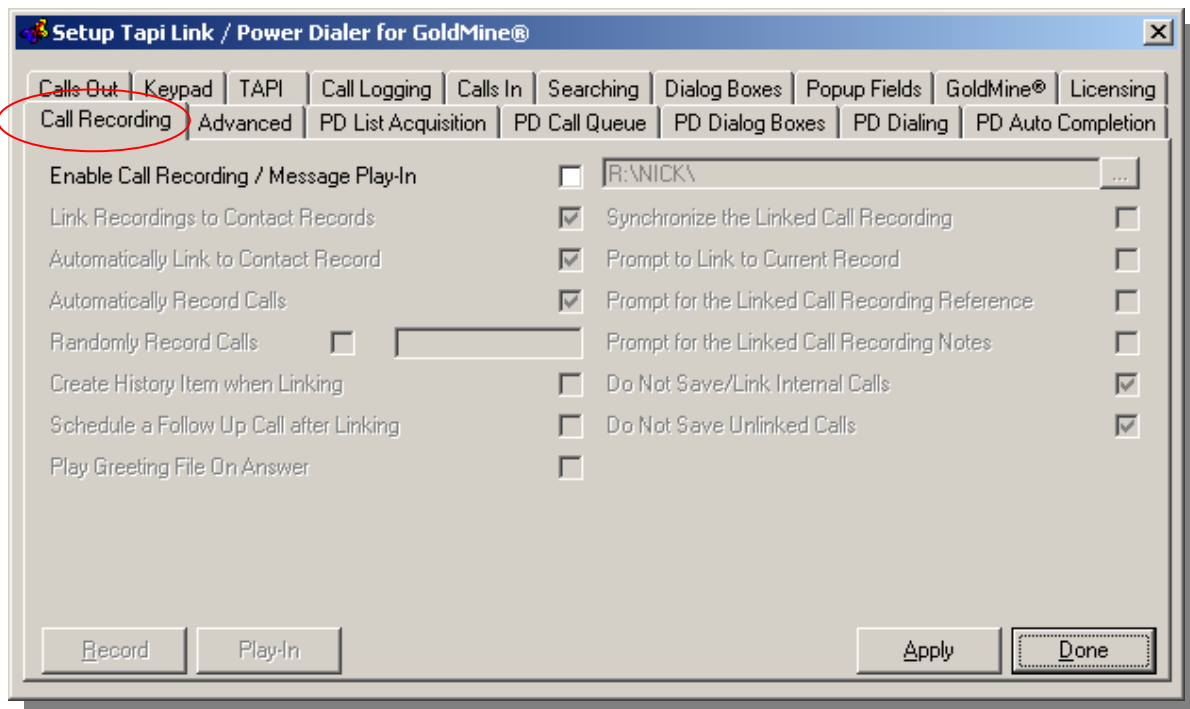 Setup Tapi Link / Power Dialer for GoldMine®
Calls Out Keypad TAPI Call Logging Calls In Searching Dialog Boxes Popup Fields GoldMine® Licensing
Call Recording Advanced PD List Acquisition PD Call Queue PD Dialog Boxes PD Dialing PD Auto Completion
Enable Call Recording / Message Play-In R:\NICK\ ...
Link Recordings to Contact Records Synchronize the Linked Call Recording
Automatically Link to Contact Record Prompt to Link to Current Record
Automatically Record Calls Prompt for the Linked Call Recording Reference
Randomly Record Calls Prompt for the Linked Call Recording Notes
Create History Item when Linking Do Not Save/Link Internal Calls
Schedule a Follow Up Call after Linking Do Not Save Unlinked Calls
Play Greeting File On Answer
Record Play-In Apply Done